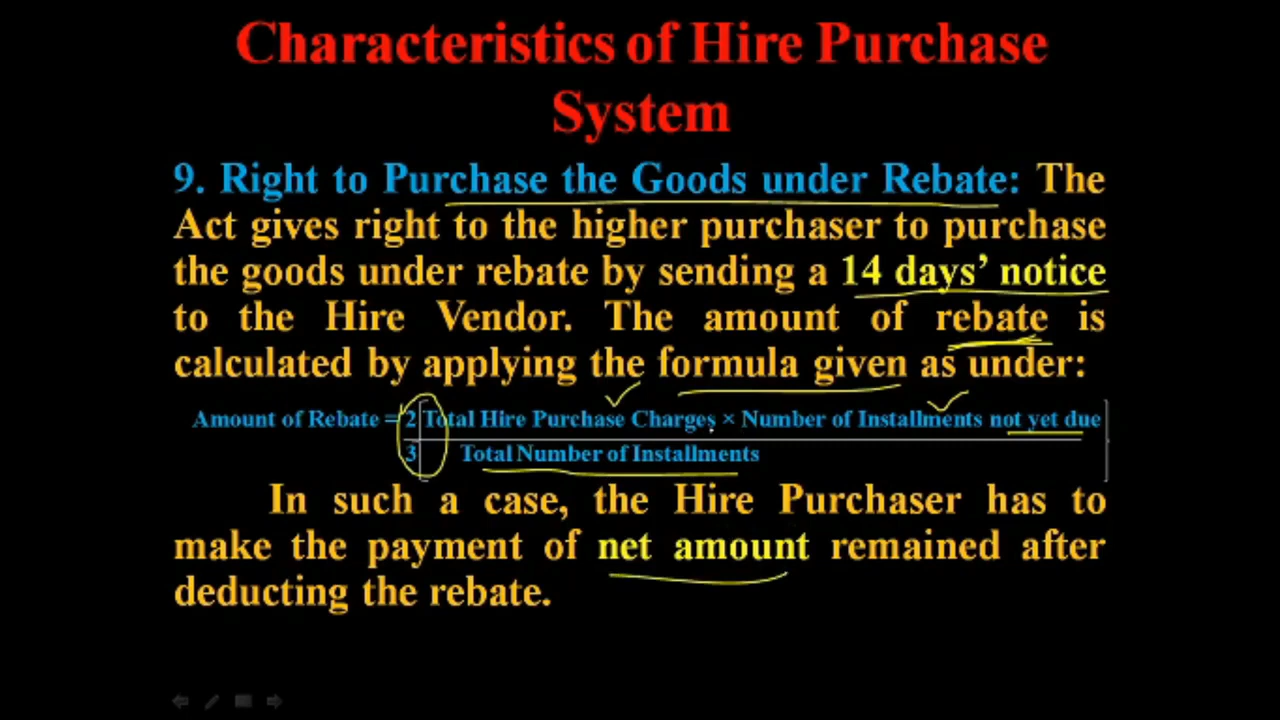 Characteristics of Hire Purchase
System
9. Right to Purchase the Goods under Rebate: The
Act gives right to the higher purchaser to purchase
the goods under rebate by sending a 14 days’ notice
to the Hire Vendor. The amount of rebate is
calculated by applying the formula given as under:
Amount of Rebate = 2 [Total Hire Purchase Charges × Number of Installments not yet due]
3 Total Number of Installments
In such a case, the Hire Purchaser has to
make the payment of net amount remained after
deducting the rebate.